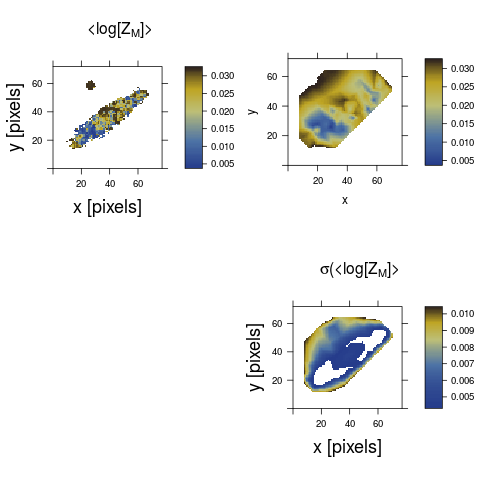 <log[Z_M]>
y [pixels]
60
40
20
20 40 60
x [pixels]
0.030
0.025
0.020
0.015
0.010
0.005
y
60
40
20
20 40 60
x
0.030
0.025
0.020
0.015
0.010
0.005
σ(<log[Z_M]>
y [pixels]
60
40
20
20 40 60
x [pixels]
0.010
0.009
0.008
0.007
0.006
0.005